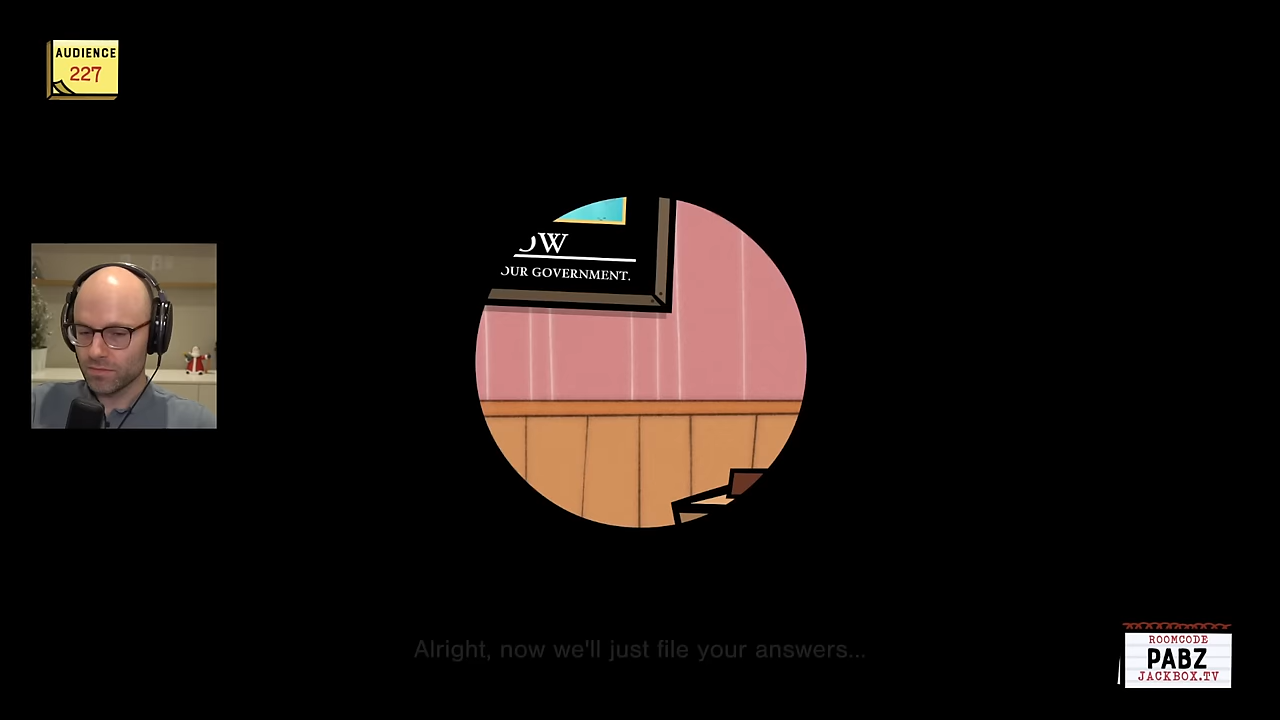 AUDIENCE
227
OW
OUR GOVERNMENT.
Alright, now we'll just file your answers...
ROOMCODE
PABZ
JACKBOX.TV